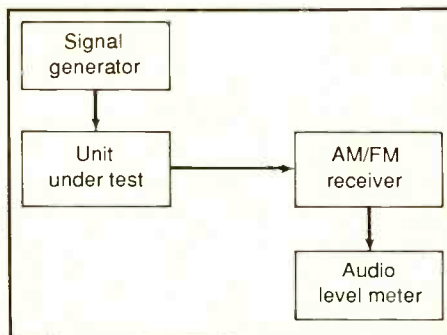 Signal
generator
Unit
under test
AM/FM
receiver
Audio
level meter